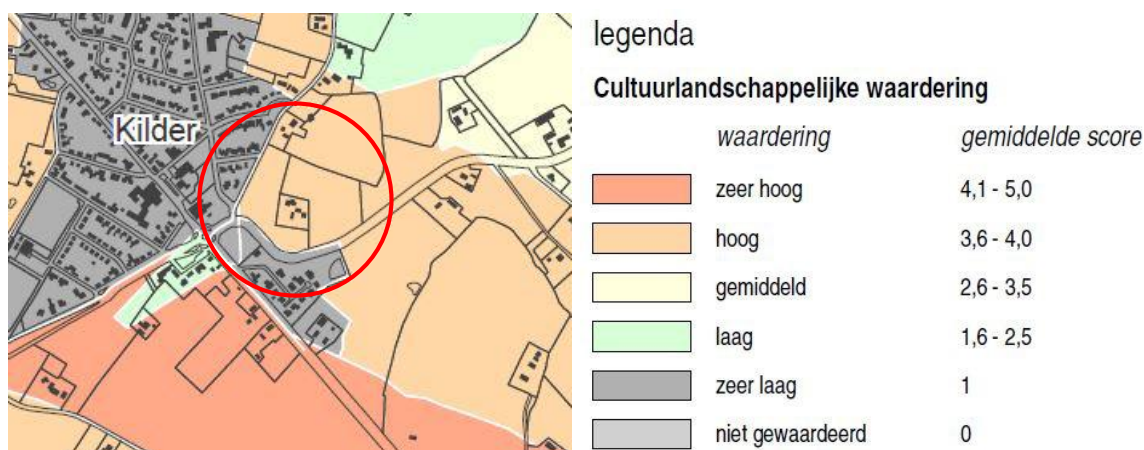 Kilder
legenda
Cultuurlandschappelijke waardering
waardering gemiddelde score
zeer hoog 4,1 - 5,0
hoog 3,6 - 4,0
gemiddeld 2,6 - 3,5
laag 1,6 - 2,5
zeer laag 1
niet gewaardeerd 0